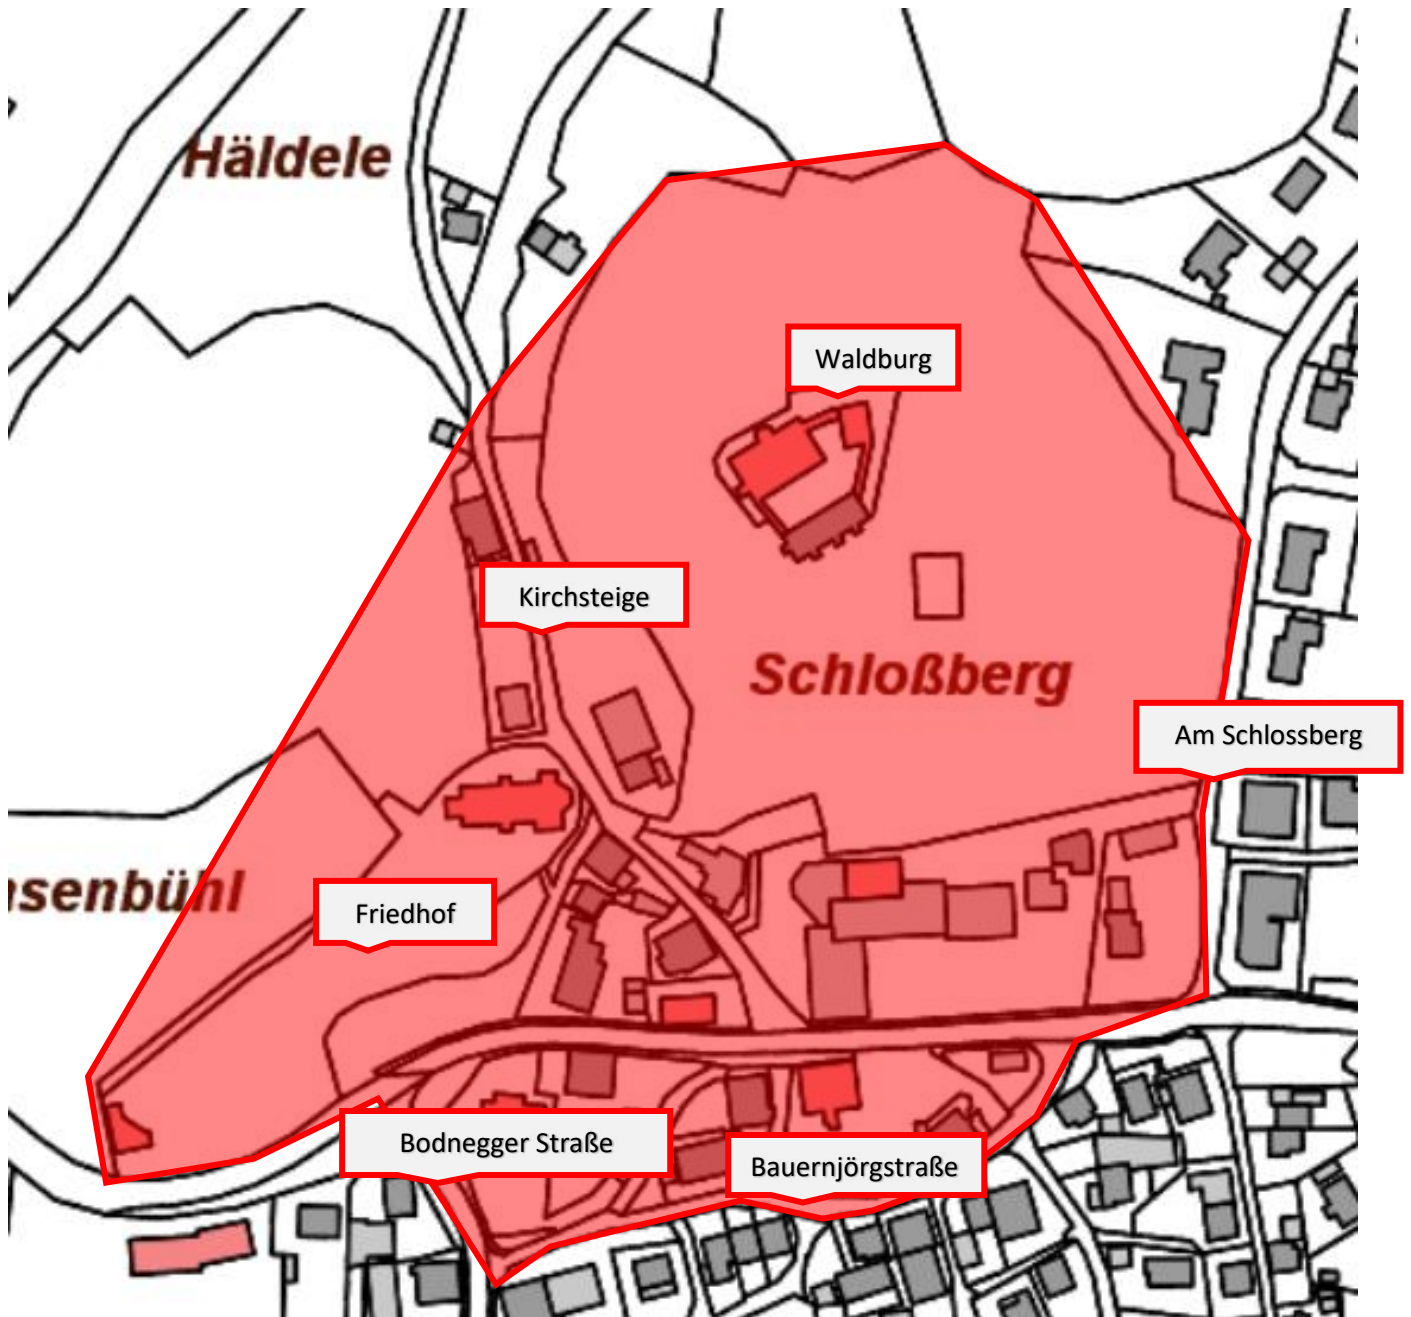 Häldele
Waldburg
Kirchsteige
Schloßberg
Am Schlossberg
senbühl
Friedhof
Bodnegger Straße
Bauernjörgstraße